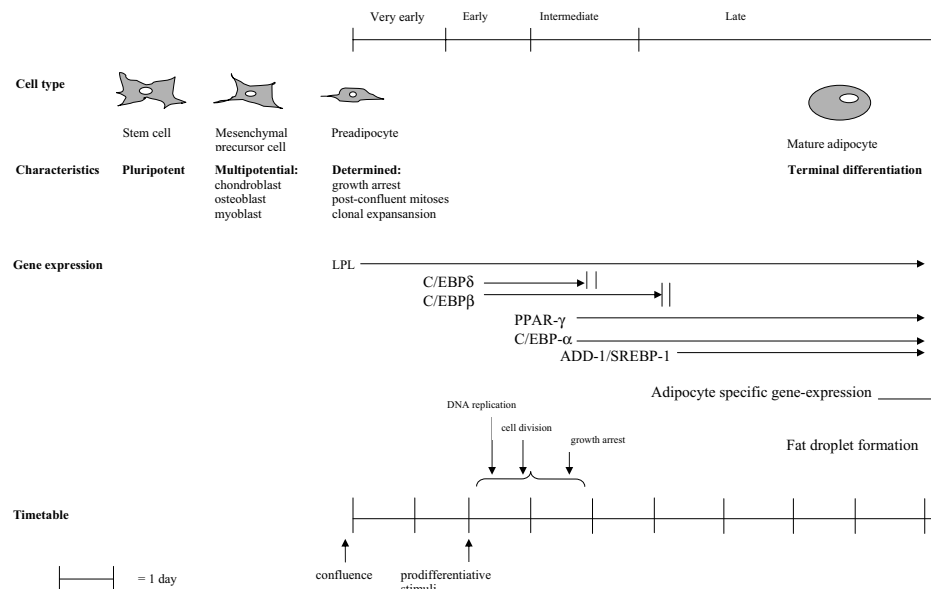 Very early Early Intermediate Late
Cell type
Stem cell Mesenchymal precursor cell Preadipocyte Mature adipocyte
Characteristics Pluripotent Multipotential: Determined: Terminal differentiation
chondroblast growth arrest
osteoblast post-confluent mitoses
myoblast clonal expansansion
Gene expression LPL
C/EBPδ
C/EBPβ
PPAR-γ
C/EBP-α
ADD-1/SREBP-1
Adipocyte specific gene-expression
DNA replication
cell division
growth arrest
Fat droplet formation
Timetable
confluence prodifferentiative
stimuli
= 1 day